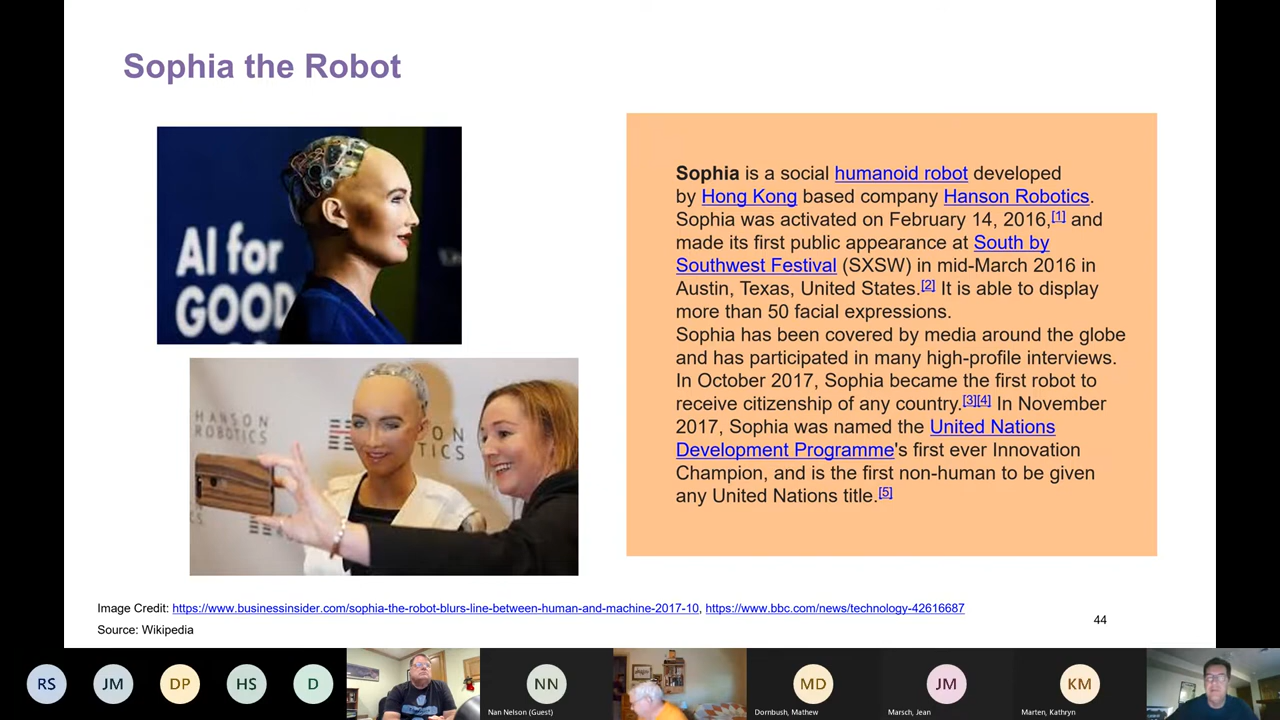 Sophia the Robot
AI for
GOOD
HANSON
ROBOTICS
ON
OTICS
Sophia is a social humanoid robot developed
by Hong Kong based company Hanson Robotics.
Sophia was activated on February 14, 2016,[1] and
made its first public appearance at South by
Southwest Festival (SXSW) in mid-March 2016 in
Austin, Texas, United States.[2] It is able to display
more than 50 facial expressions.
Sophia has been covered by media around the globe
and has participated in many high-profile interviews.
In October 2017, Sophia became the first robot to
receive citizenship of any country.[3][4] In November
2017, Sophia was named the United Nations
Development Programme's first ever Innovation
Champion, and is the first non-human to be given
any United Nations title.[5]
Image Credit: https://www.businessinsider.com/sophia-the-robot-blurs-line-between-human-and-machine-2017-10, https://www.bbc.com/news/technology-42616687
Source: Wikipedia
44
RS
JM
DP
HS
D
NN
Nan Nelson (Guest)
MD
Dornbush, Mathew
JM
Marsch, Jean
KM
Marten, Kathryn